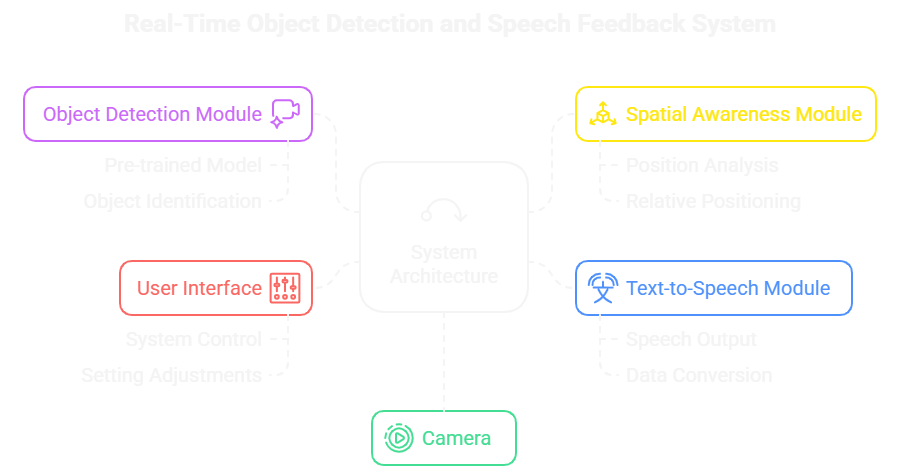 Real-Time Object Detection and Speech Feedback System
Object Detection Module
Pre-trained Model
Object Identification
Spatial Awareness Module
Position Analysis
Relative Positioning
System
Architecture
User Interface
System Control
Setting Adjustments
Text-to-Speech Module
Speech Output
Data Conversion
Camera